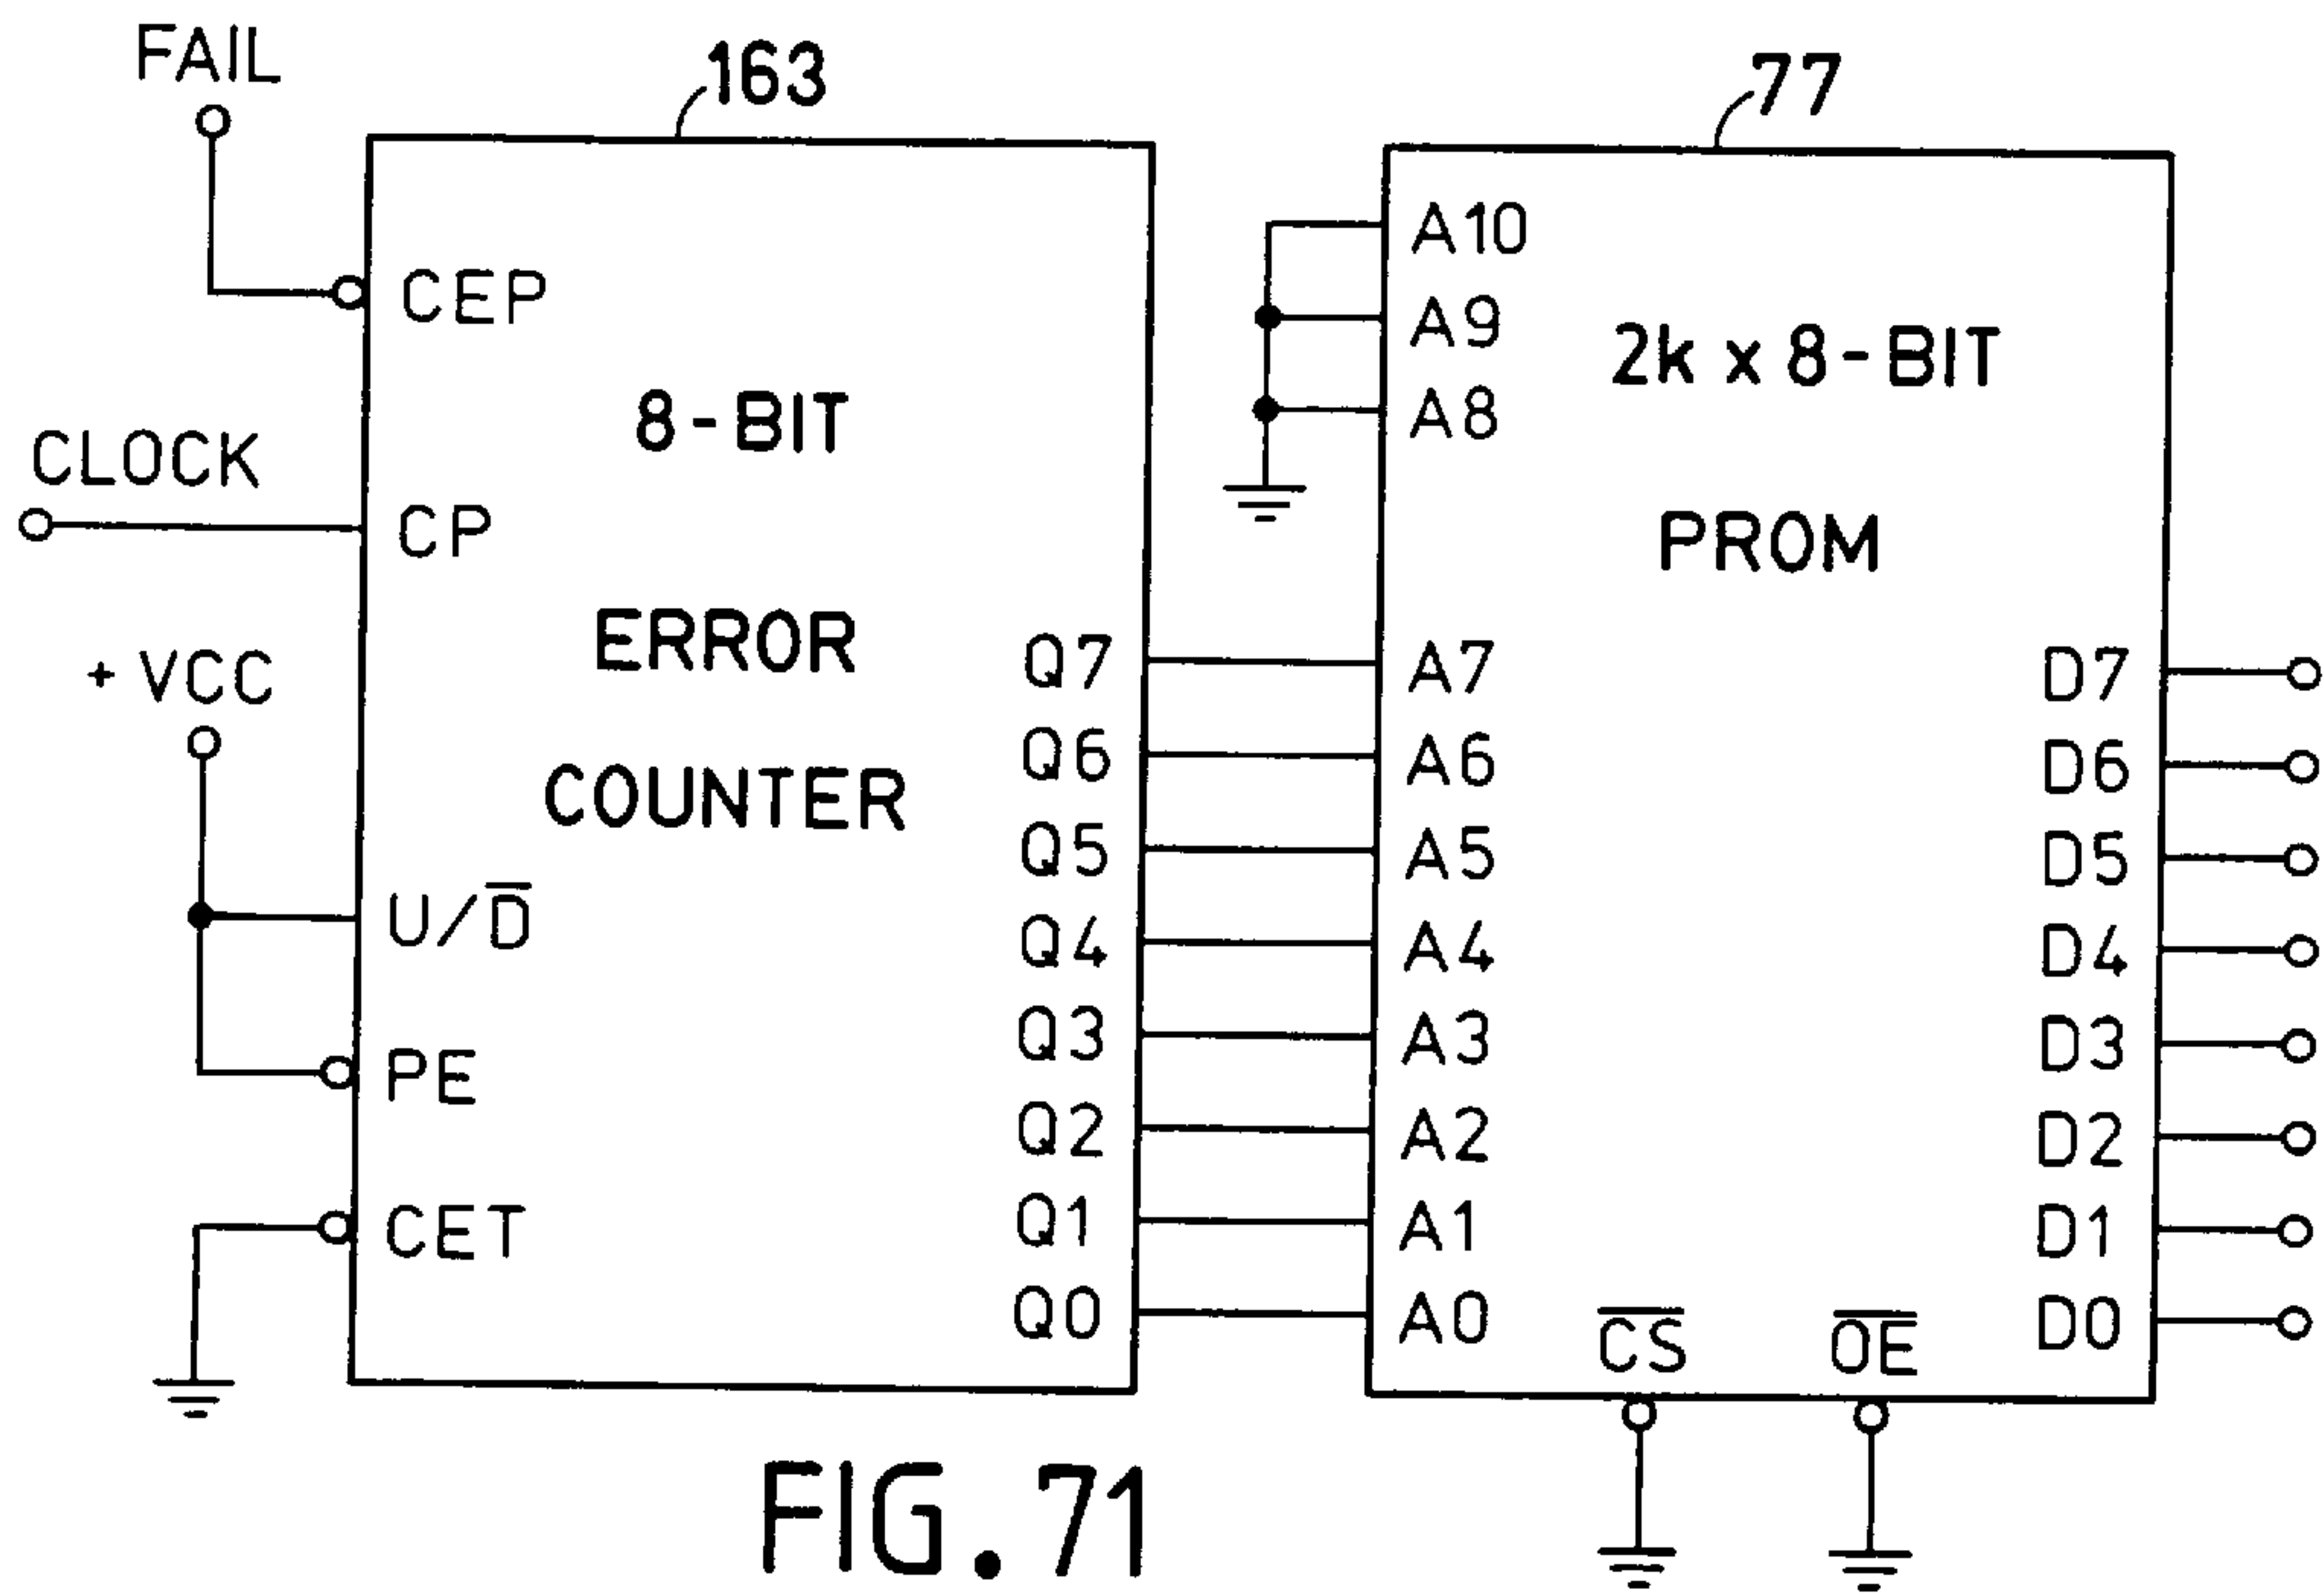 FAIL
163
77
CEP
CLOCK
CP
+ VCC
U/D̅
PE
CET
8-BIT
ERROR
COUNTER
Q7
Q6
Q5
Q4
Q3
Q2
Q1
Q0
A10
A9
A8
A7
A6
A5
A4
A3
A2
A1
A0
2k x 8-BIT
PROM
D7
D6
D5
D4
D3
D2
D1
D0
C̅S̅
O̅E̅
FIG. 71